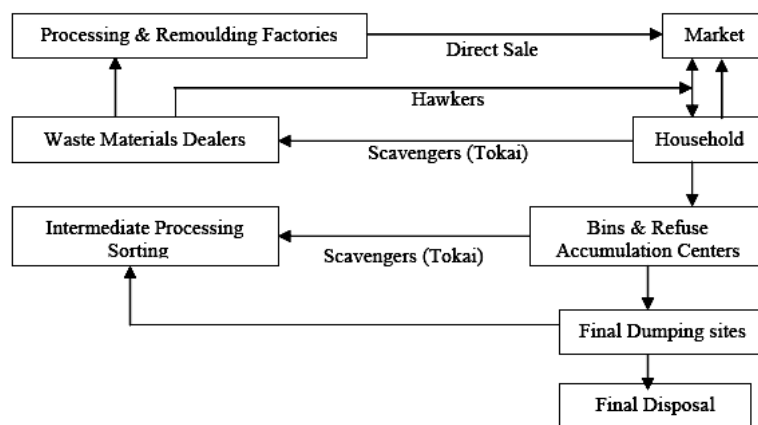 Processing & Remoulding Factories
Market
Direct Sale
Hawkers
Waste Materials Dealers
Household
Scavengers (Tokai)
Intermediate Processing
Sorting
Bins & Refuse
Accumulation Centers
Scavengers (Tokai)
Final Dumping sites
Final Disposal